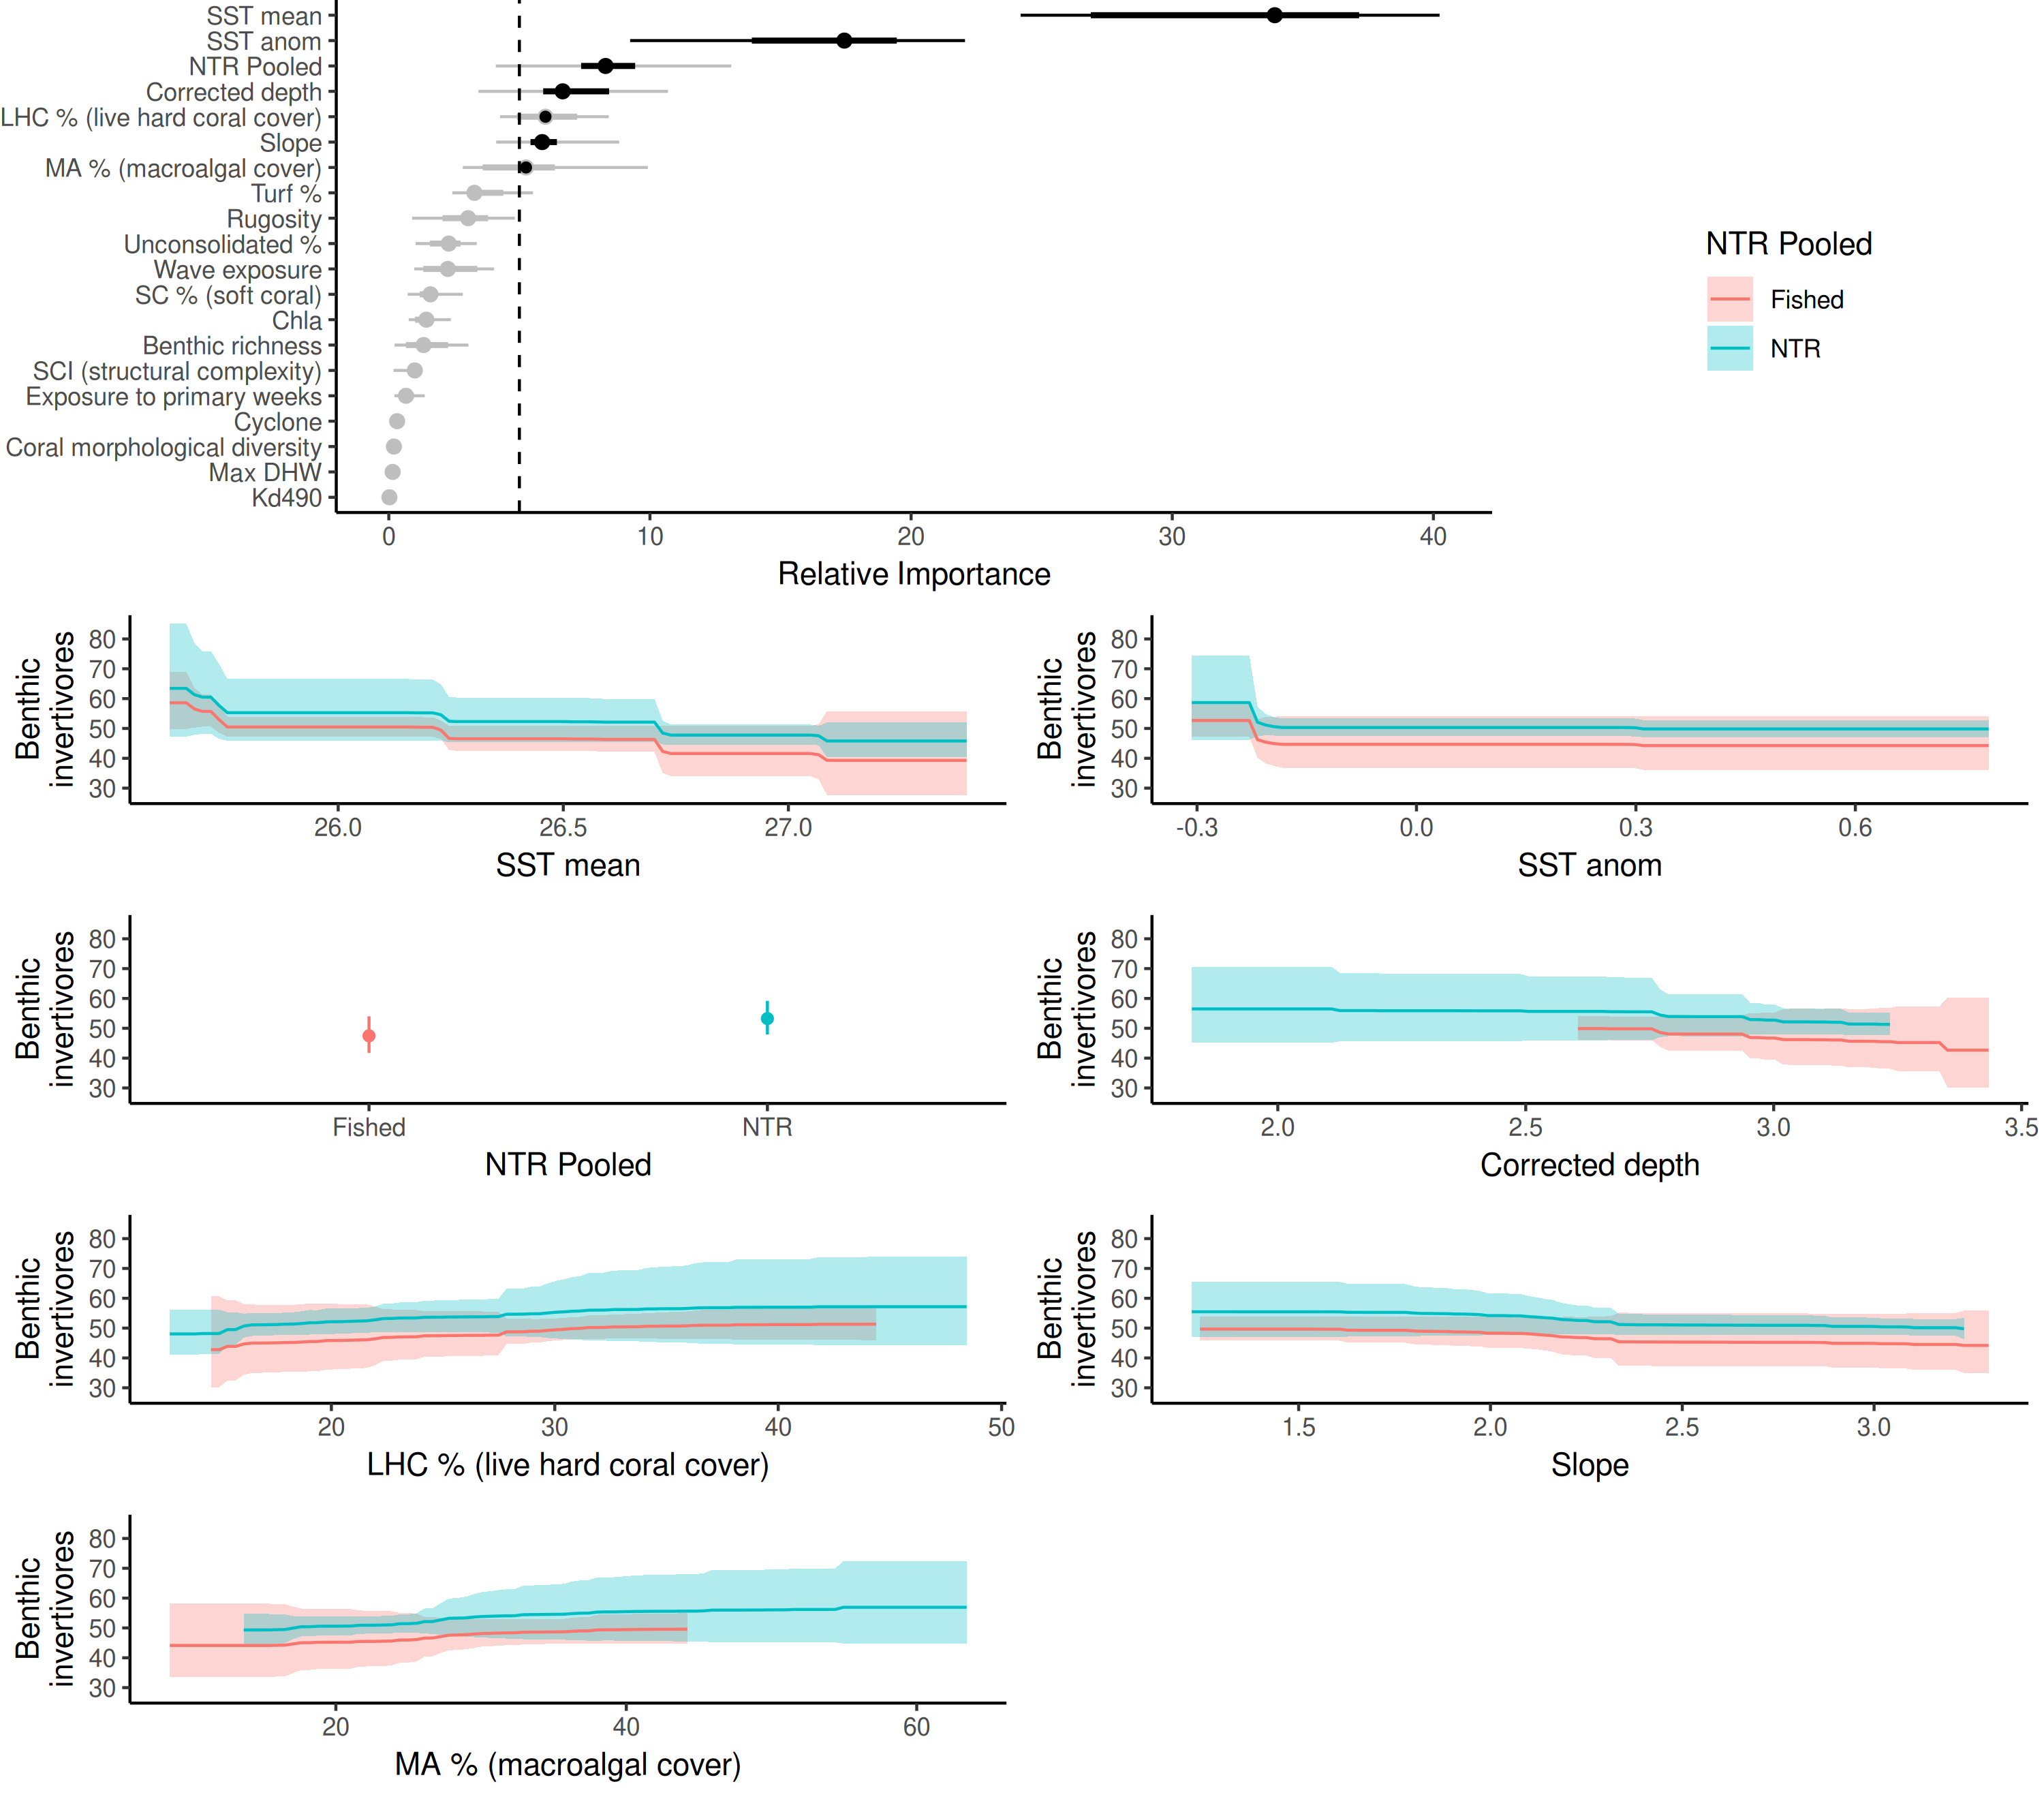 SST mean
SST anom
NTR Pooled
Corrected depth
LHC % (live hard coral cover)
Slope
MA % (macroalgal cover)
Turf %
Rugosity
Unconsolidated %
Wave exposure
SC % (soft coral)
Chla
Benthic richness
SCI (structural complexity)
Exposure to primary weeks
Cyclone
Coral morphological diversity
Max DHW
Kd490
0 10 20 30 40
Relative Importance
NTR Pooled
Fished
NTR
Benthic
invertivores
80
70
60
50
40
30
26.0 26.5 27.0
SST mean
Benthic
invertivores
80
70
60
50
40
30
-0.3 0.0 0.3 0.6
SST anom
Benthic
invertivores
80
70
60
50
40
30
Fished NTR
NTR Pooled
Benthic
invertivores
80
70
60
50
40
30
2.0 2.5 3.0 3.5
Corrected depth
Benthic
invertivores
80
70
60
50
40
30
20 30 40 50
LHC % (live hard coral cover)
Benthic
invertivores
80
70
60
50
40
30
1.5 2.0 2.5 3.0
Slope
Benthic
invertivores
80
70
60
50
40
30
20 40 60
MA % (macroalgal cover)